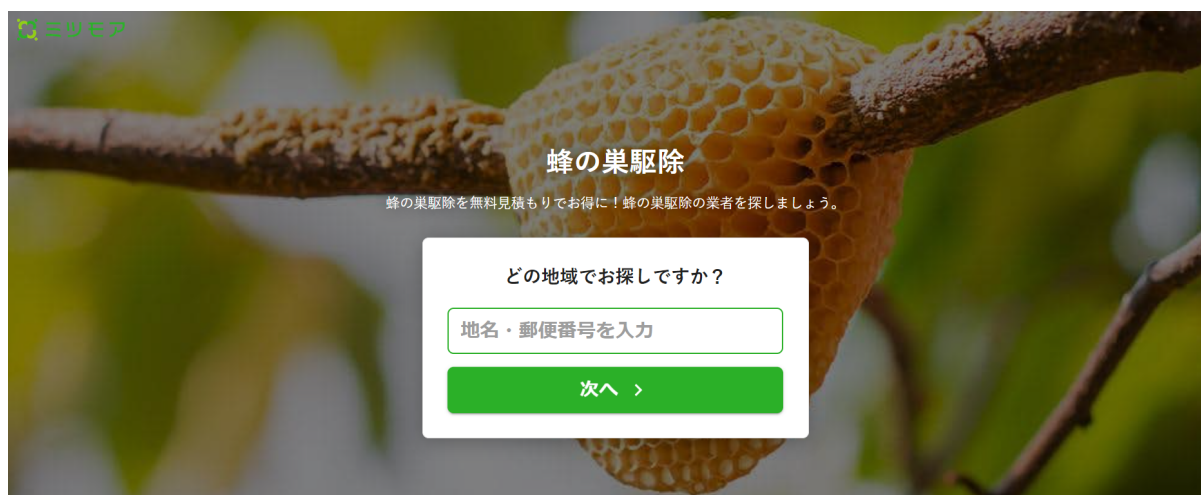 ミツモア
蜂の巣駆除
蜂の巣駆除を無料見積もりでお得に！蜂の巣駆除の業者を探しましょう。
どの地域でお探しですか？
地名・郵便番号を入力
次へ